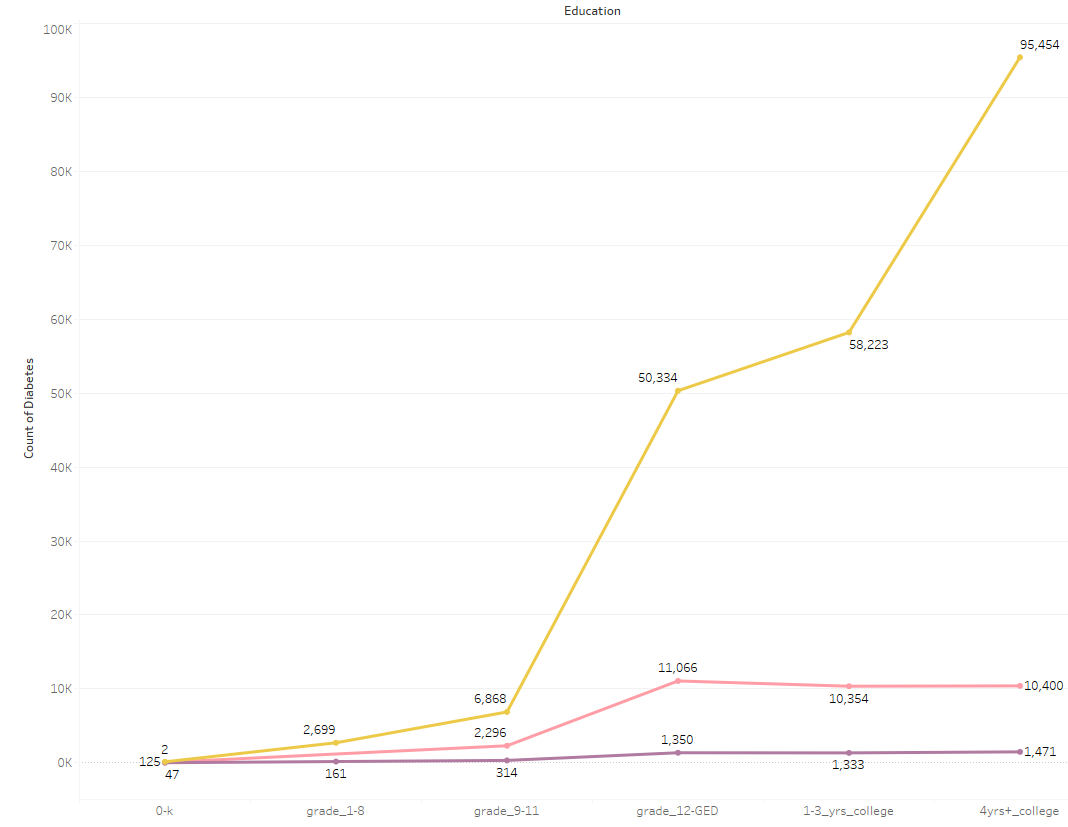 Education
100K
95,454
90K
80K
70K
60K
58,223
50,334
50K
Count of Diabetes
40K
30K
20K
11,066
10K
10,400
10,354
6,868
2,699
2,296
1,350
1,471
1,333
2
0K
125
47
161
314
0-k
grade_1-8
grade_9-11
grade_12-GED
1-3_yrs_college
4yrs+_college